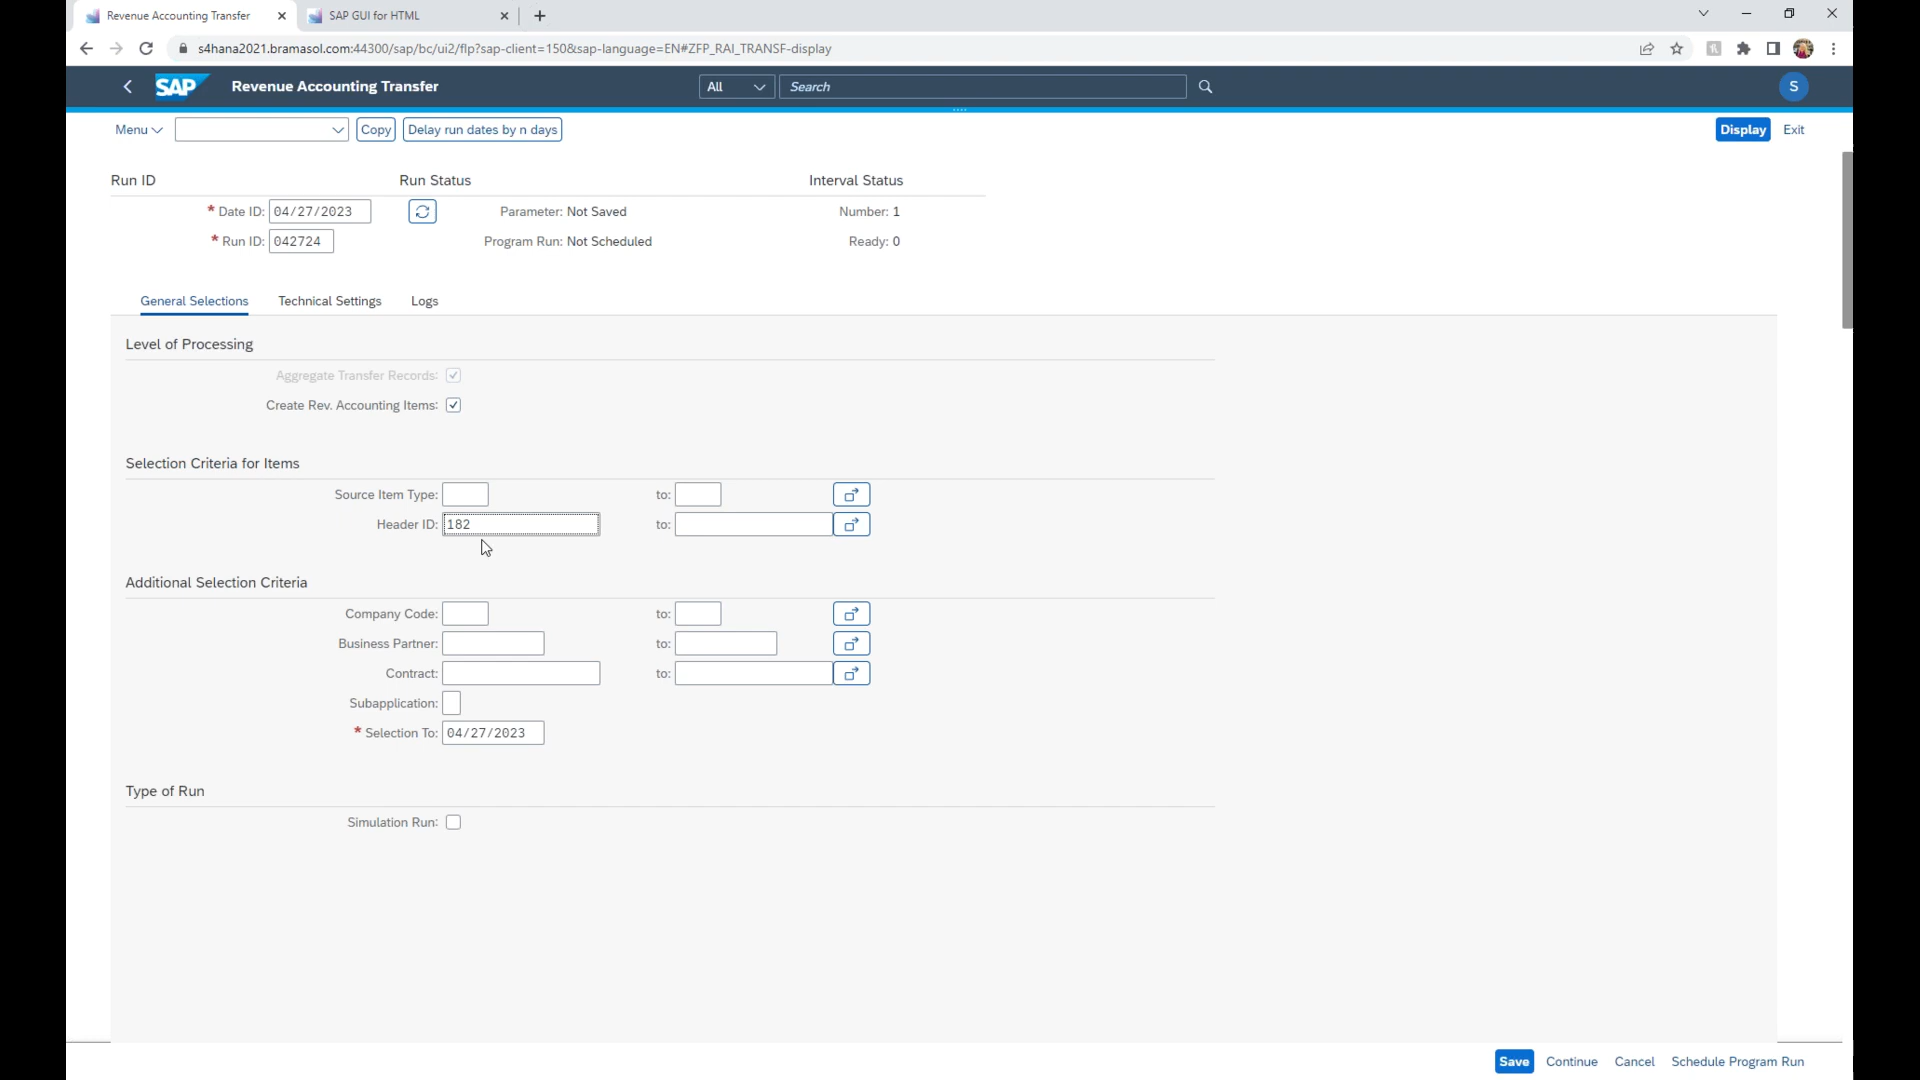 Revenue Accounting Transfer
SAP GUI for HTML
s4hana2021.bramasol.com:44300/sap/bc/ui2/flp?sap-client=150&sap-language=EN#ZFP_RAI_TRANSF-display
SAP Revenue Accounting Transfer All Search S
Menu Copy Delay run dates by n days Display Exit
Run ID Run Status Interval Status
* Date ID: 04/27/2023 Parameter: Not Saved Number: 1
* Run ID: 042724 Program Run: Not Scheduled Ready: 0
General Selections Technical Settings Logs
Level of Processing
Aggregate Transfer Records:
Create Rev. Accounting Items:
Selection Criteria for Items
Source Item Type: to:
Header ID: 182 to:
Additional Selection Criteria
Company Code: to:
Business Partner: to:
Contract: to:
Subapplication:
* Selection To: 04/27/2023
Type of Run
Simulation Run:
Save Continue Cancel Schedule Program Run